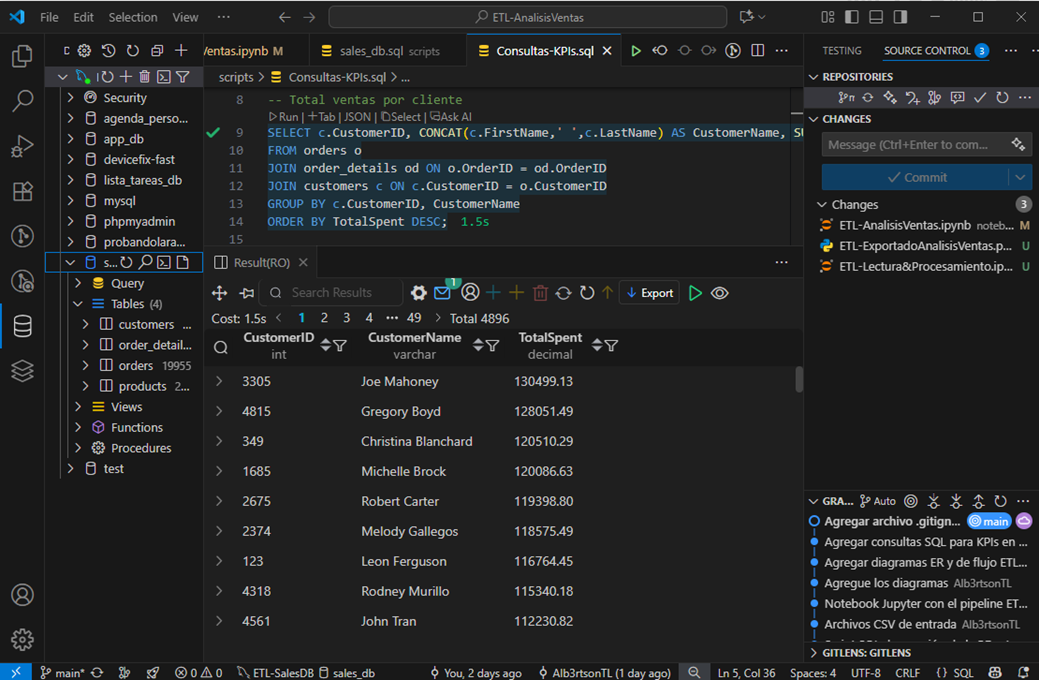 File Edit Selection View ··· ETL-AnalisisVentas
Ventas.ipynb M sales_db.sql scripts Consultas-KPIs.sql
TESTING SOURCE CONTROL 3 ···
scripts > Consultas-KPIs.sql > ...
Security
agenda_perso...
app_db
devicefix-fast
lista_tareas_db
mysql
phpmyadmin
probandolara...
s...
Query
Tables (4)
customers ...
order_detail...
orders 19955
products 2...
Views
Functions
Procedures
test
8 -- Total ventas por cliente
Run | +Tab | JSON | Select | Ask AI
9 SELECT c.CustomerID, CONCAT(c.FirstName,' ',c.LastName) AS CustomerName, SU
10 FROM orders o
11 JOIN order_details od ON o.OrderID = od.OrderID
12 JOIN customers c ON c.CustomerID = o.CustomerID
13 GROUP BY c.CustomerID, CustomerName
14 ORDER BY TotalSpent DESC; 1.5s
15
Result(RO)
Search Results 1 Export
Cost: 1.5s < 1 2 3 4 ··· 49 > Total 4896
CustomerID CustomerName TotalSpent
int varchar decimal
3305 Joe Mahoney 130499.13
4815 Gregory Boyd 128051.49
349 Christina Blanchard 120510.29
1685 Michelle Brock 120086.63
2675 Robert Carter 119398.80
2374 Melody Gallegos 118575.49
123 Leon Ferguson 116764.45
4318 Rodney Murillo 115340.18
4561 John Tran 112230.82
REPOSITORIES
CHANGES
Message (Ctrl+Enter to com...
Commit
Changes 3
ETL-AnalisisVentas.ipynb noteb... M
ETL-ExportadoAnalisisVentas.p... U
ETL-Lectura&Procesamiento.ip... U
GRA... Auto
Agregar archivo .gitign... main
Agregar consultas SQL para KPIs en ...
Agregar diagramas ER y de flujo ETL...
Agregue los diagramas Alb3rtsonTL
Notebook Jupyter con el pipeline ET...
Archivos CSV de entrada Alb3rtsonTL
GITLENS: GITLENS
main* 0 0 ETL-SalesDB sales_db You, 2 days ago Alb3rtsonTL (1 day ago) Ln 5, Col 36 Spaces: 4 UTF-8 CRLF {} SQL